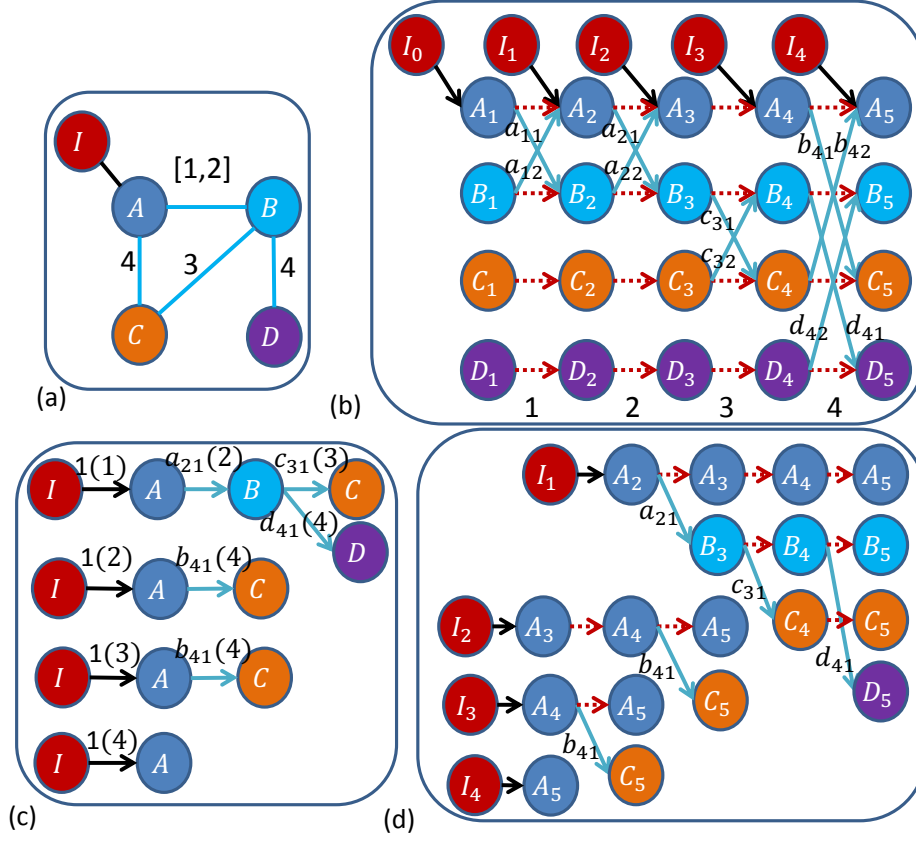 I
[1,2]
A
B
4
3
4
C
D
(a)
I₀ I₁ I₂ I₃ I₄
A₁ A₂ A₃ A₄ A₅
a₁₁ a₂₁ b₄₁ b₄₂
a₁₂ a₂₂
B₁ B₂ B₃ B₄ B₅
c₃₁
c₃₂
C₁ C₂ C₃ C₄ C₅
d₄₂ d₄₁
D₁ D₂ D₃ D₄ D₅
1 2 3 4
(b)
1(1) a₂₁(2) c₃₁(3)
I A B C
d₄₁(4)
D
1(2) b₄₁(4)
I A C
1(3) b₄₁(4)
I A C
1(4)
I A
(c)
I₁ A₂ A₃ A₄ A₅
a₂₁
B₃ B₄ B₅
c₃₁
C₄ C₅
d₄₁
D₅
I₂ A₃ A₄ A₅
b₄₁
C₅
I₃ A₄ A₅
b₄₁
C₅
I₄ A₅
(d)